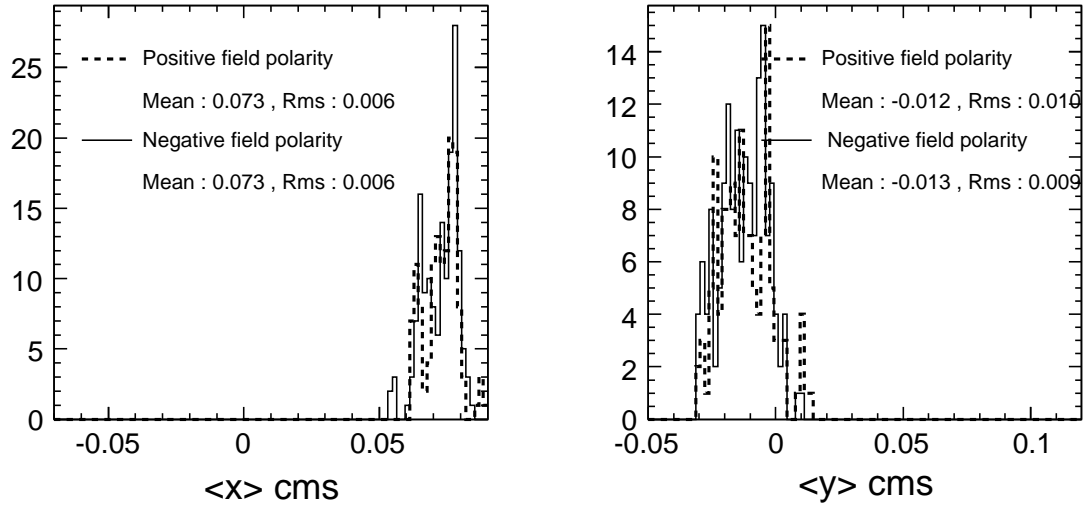 25
20
15
10
5
0
-0.05
0
0.05
<x> cms
Positive field polarity
Mean : 0.073 , Rms : 0.006
Negative field polarity
Mean : 0.073 , Rms : 0.006
14
12
10
8
6
4
2
0
-0.05
0
0.05
0.1
<y> cms
Positive field polarity
Mean : -0.012 , Rms : 0.010
Negative field polarity
Mean : -0.013 , Rms : 0.009